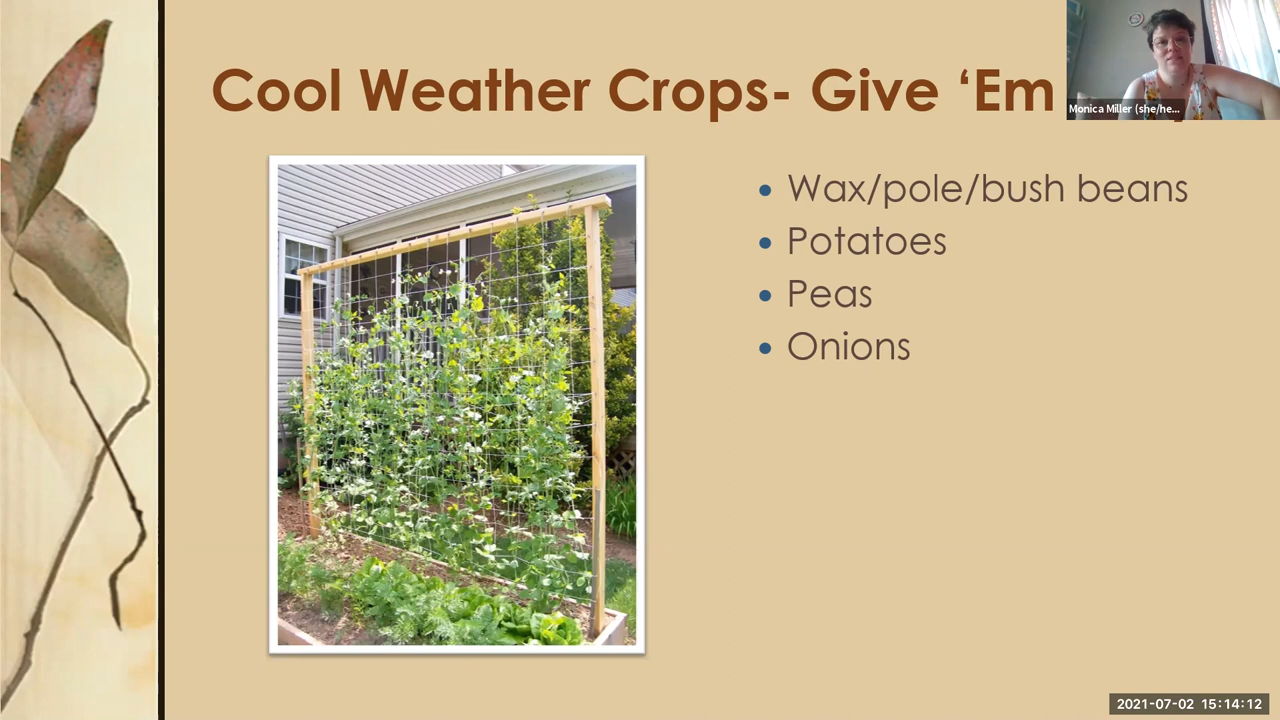 Cool Weather Crops- Give ‘Em
Monica Miller (she/he...
• Wax/pole/bush beans
• Potatoes
• Peas
• Onions
2021-07-02 15:14:12